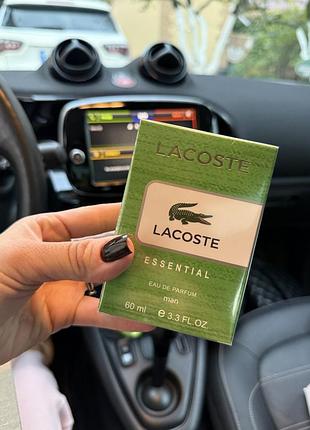 LACOSTE
LACOSTE
ESSENTIAL
EAU DE PARFUM
man
60 ml ℮ 3.3 FL.OZ.